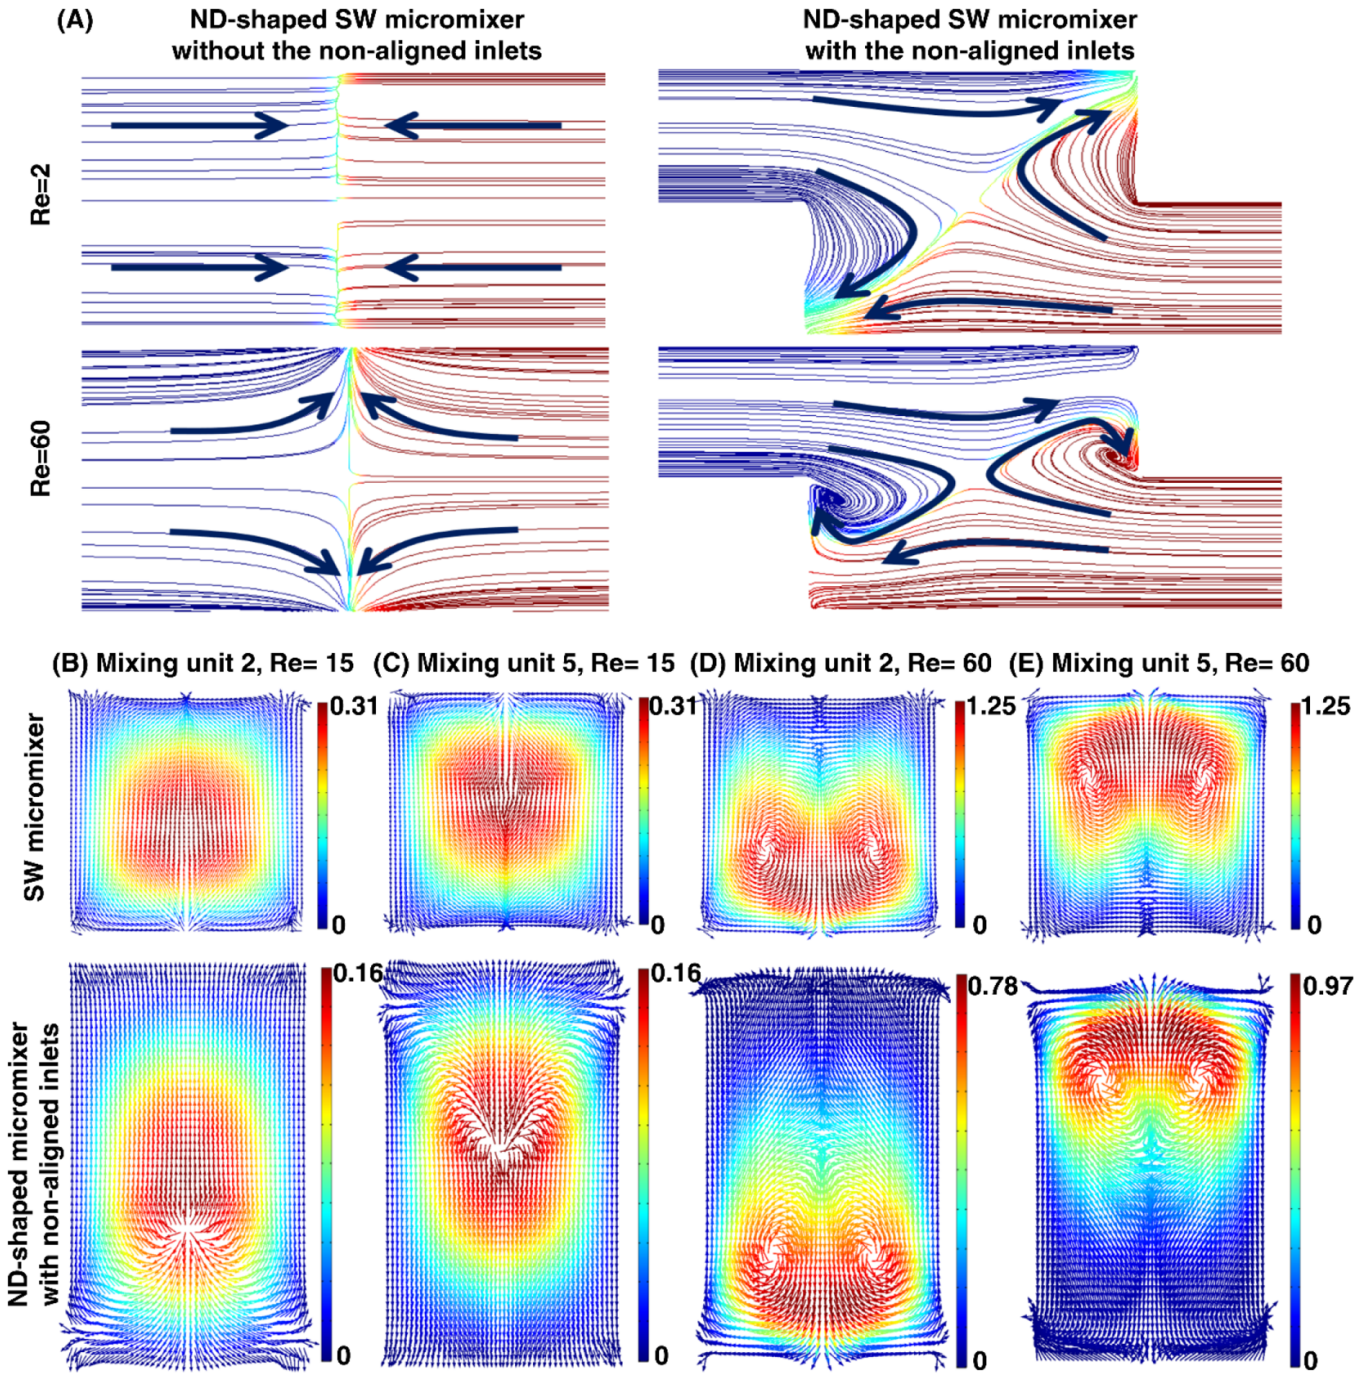 (A)
ND-shaped SW micromixer
without the non-aligned inlets
ND-shaped SW micromixer
with the non-aligned inlets
Re=2
Re=60
(B) Mixing unit 2, Re= 15
(C) Mixing unit 5, Re= 15
(D) Mixing unit 2, Re= 60
(E) Mixing unit 5, Re= 60
SW micromixer
0.31
0
0.31
0
1.25
0
1.25
0
ND-shaped micromixer
with non-aligned inlets
0.16
0
0.16
0
0.78
0
0.97
0